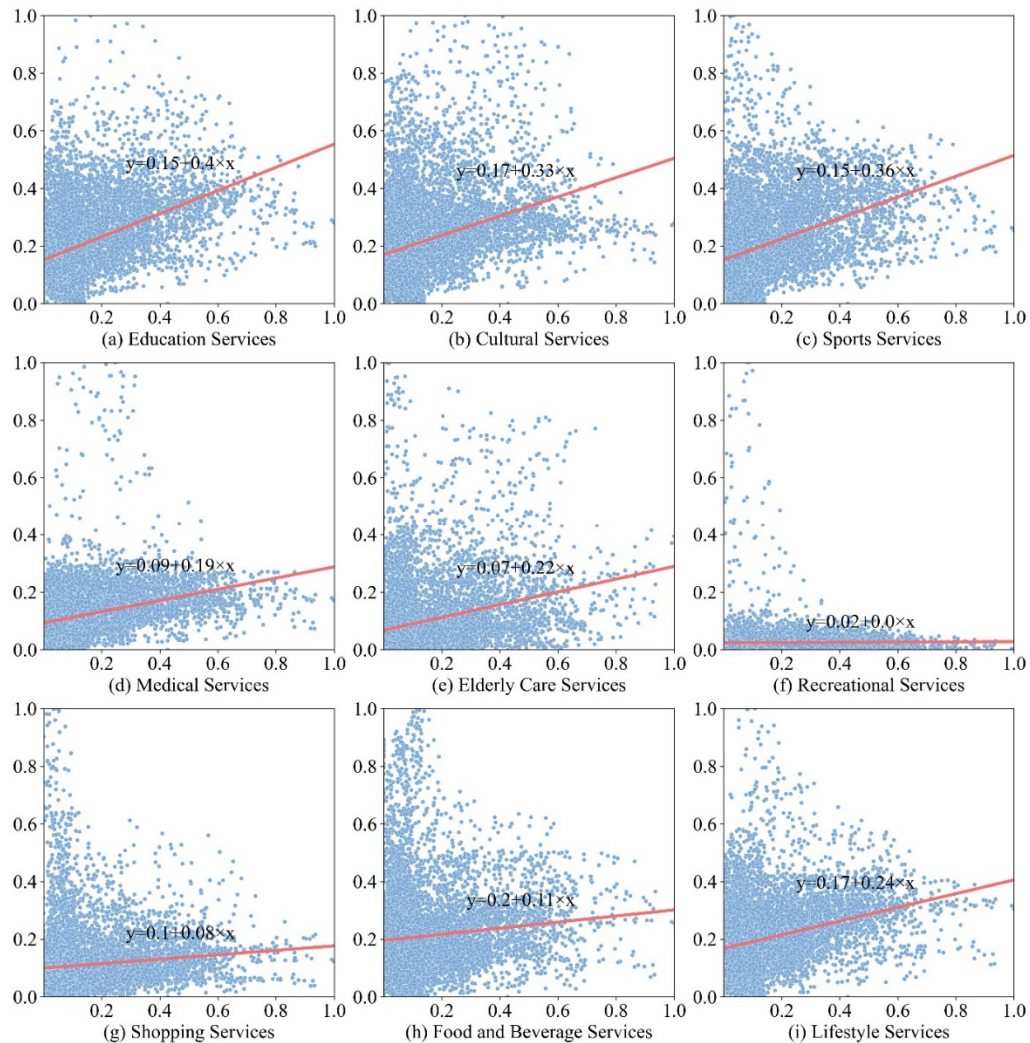 1.0 1.0 1.0
0.8 0.8 0.8
0.6 0.6 0.6
y=0.15+0.4×x y=0.17+0.33×x y=0.15+0.36×x
0.4 0.4 0.4
0.2 0.2 0.2
0.0 0.0 0.0
0.2 0.4 0.6 0.8 1.0 0.2 0.4 0.6 0.8 1.0 0.2 0.4 0.6 0.8 1.0
(a) Education Services (b) Cultural Services (c) Sports Services
1.0 1.0 1.0
0.8 0.8 0.8
0.6 0.6 0.6
0.4 0.4 0.4
y=0.09+0.19×x y=0.07+0.22×x
0.2 0.2 0.2
y=0.02+0.0×x
0.0 0.0 0.0
0.2 0.4 0.6 0.8 1.0 0.2 0.4 0.6 0.8 1.0 0.2 0.4 0.6 0.8 1.0
(d) Medical Services (e) Elderly Care Services (f) Recreational Services
1.0 1.0 1.0
0.8 0.8 0.8
0.6 0.6 0.6
0.4 0.4 0.4
y=0.17+0.24×x
y=0.2+0.11×x
y=0.1+0.08×x
0.2 0.2 0.2
0.0 0.0 0.0
0.2 0.4 0.6 0.8 1.0 0.2 0.4 0.6 0.8 1.0 0.2 0.4 0.6 0.8 1.0
(g) Shopping Services (h) Food and Beverage Services (i) Lifestyle Services